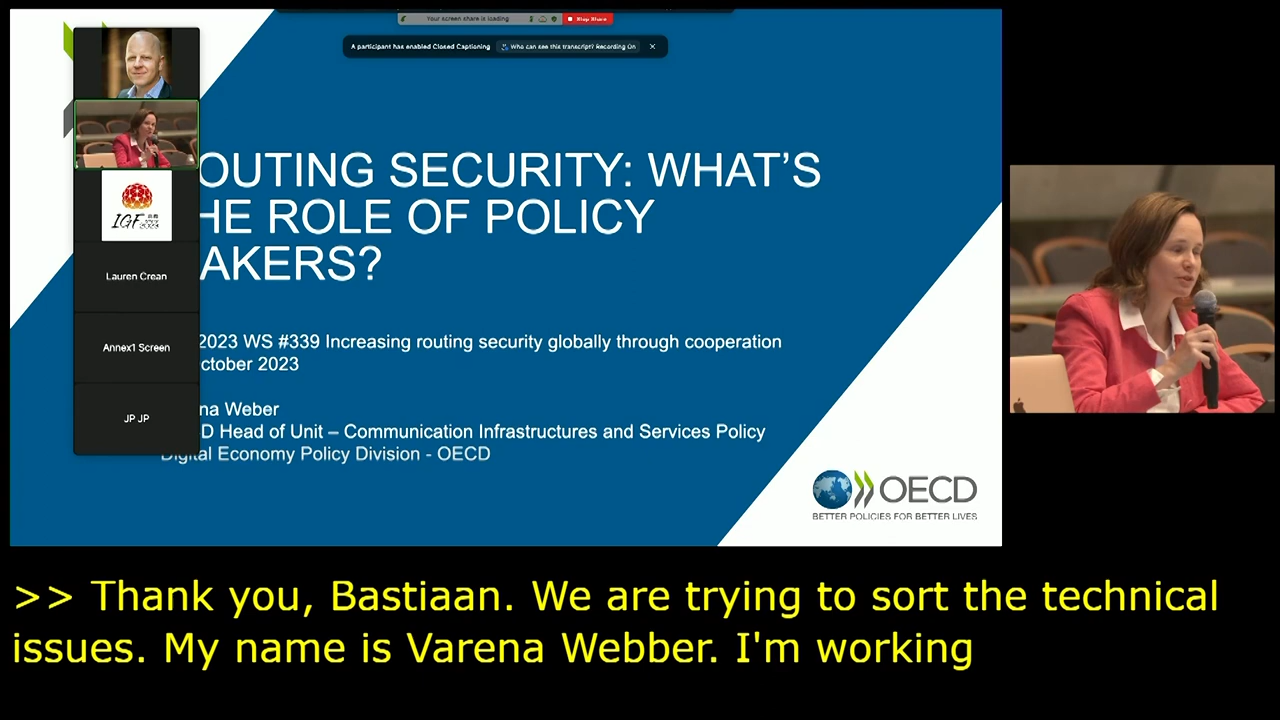 Your screen share is loading
Stop Share
A participant has enabled Closed Captioning
Who can see this transcript? Recording On
OUTING SECURITY: WHAT'S
HE ROLE OF POLICY
AKERS?
2023 WS #339 Increasing routing security globally through cooperation
ctober 2023
na Weber
D Head of Unit – Communication Infrastructures and Services Policy
Digital Economy Policy Division - OECD
IGF
2023
Lauren Crean
Annex1 Screen
JP JP
OECD
BETTER POLICIES FOR BETTER LIVES
>> Thank you, Bastiaan. We are trying to sort the technical
issues. My name is Varena Webber. I'm working